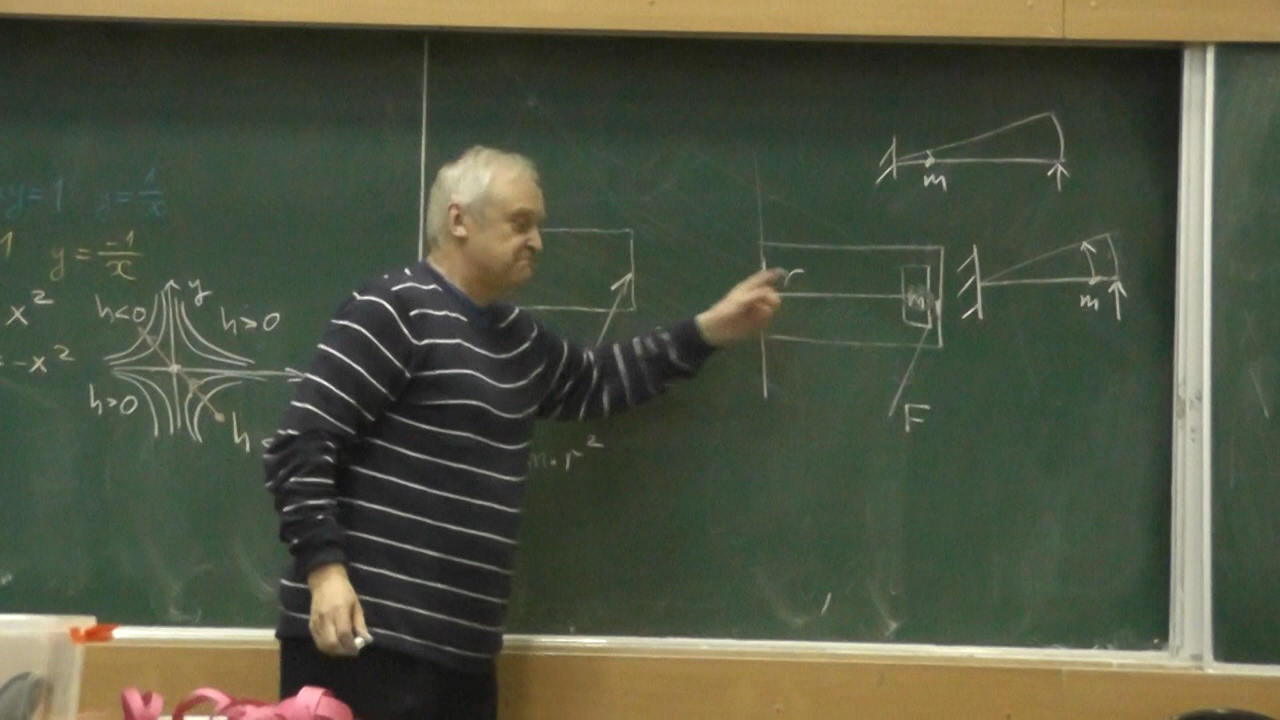 xy=1 y=1/x
1 y=-1/x
x²
=-x²
h<0 y h>0
h>0 h
m·r²
r m
F
m
m